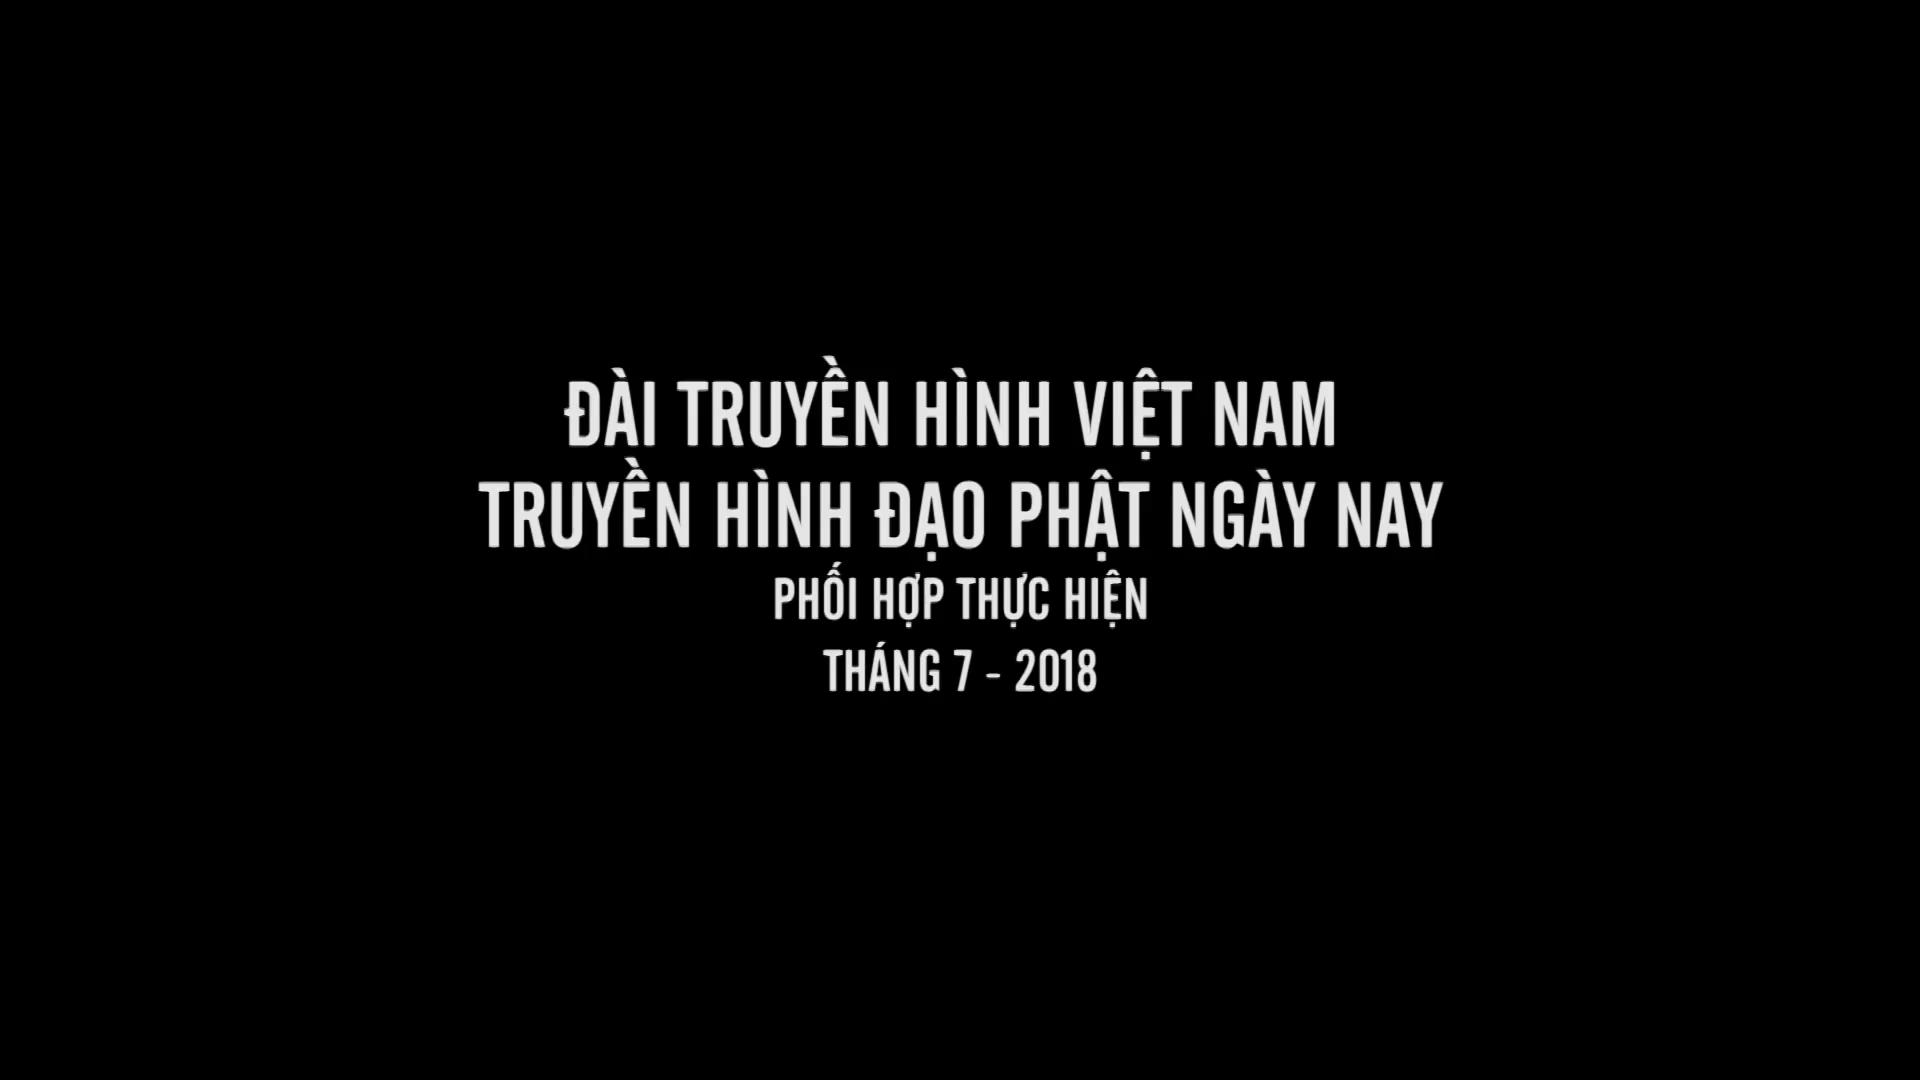 ĐÀI TRUYỀN HÌNH VIỆT NAM
TRUYỀN HÌNH ĐẠO PHẬT NGÀY NAY
PHỐI HỢP THỰC HIỆN
THÁNG 7 - 2018